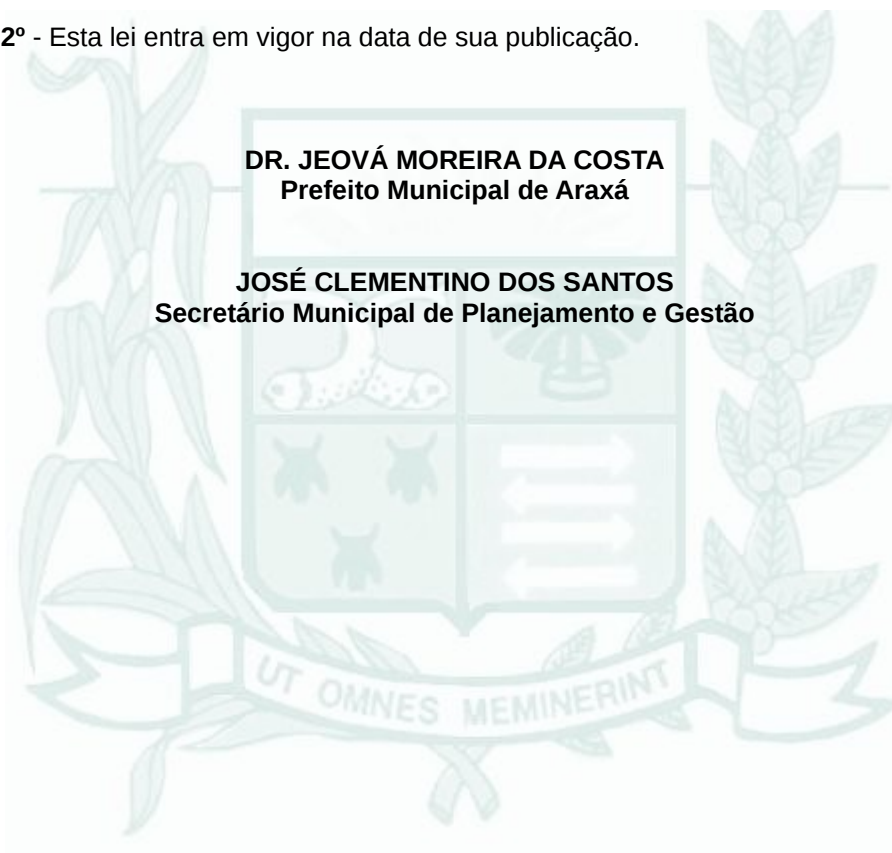 2º - Esta lei entra em vigor na data de sua publicação.
DR. JEOVÁ MOREIRA DA COSTA
Prefeito Municipal de Araxá
JOSÉ CLEMENTINO DOS SANTOS
Secretário Municipal de Planejamento e Gestão
UT OMNES MEMINERINT